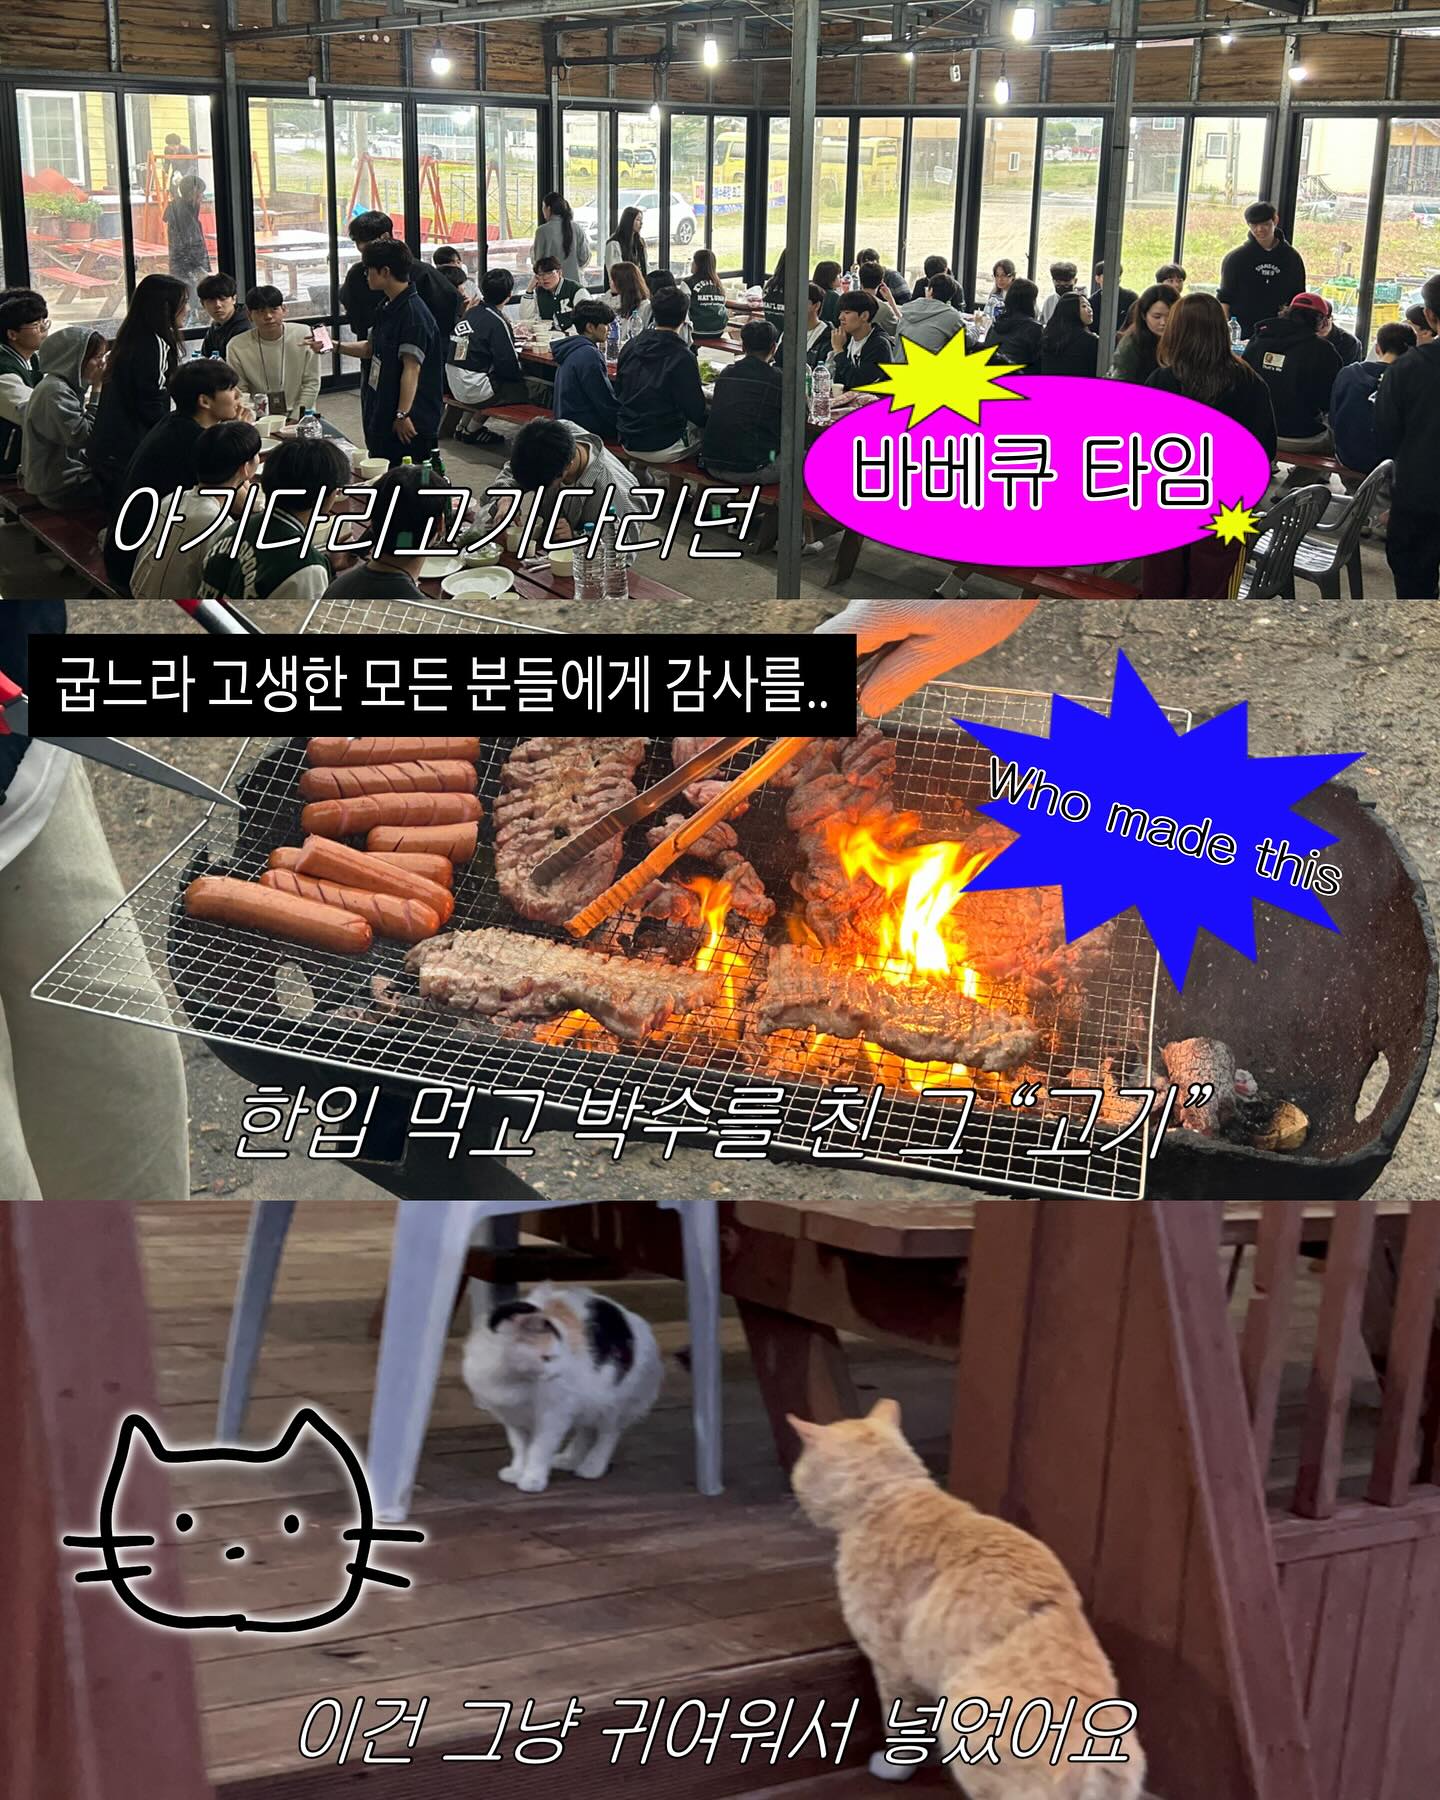 아기다리고기다리던
바베큐 타임
굽느라 고생한 모든 분들에게 감사를..
Who made this
한입 먹고 박수를 친 그 “고기”
이건 그냥 귀여워서 넣었어요